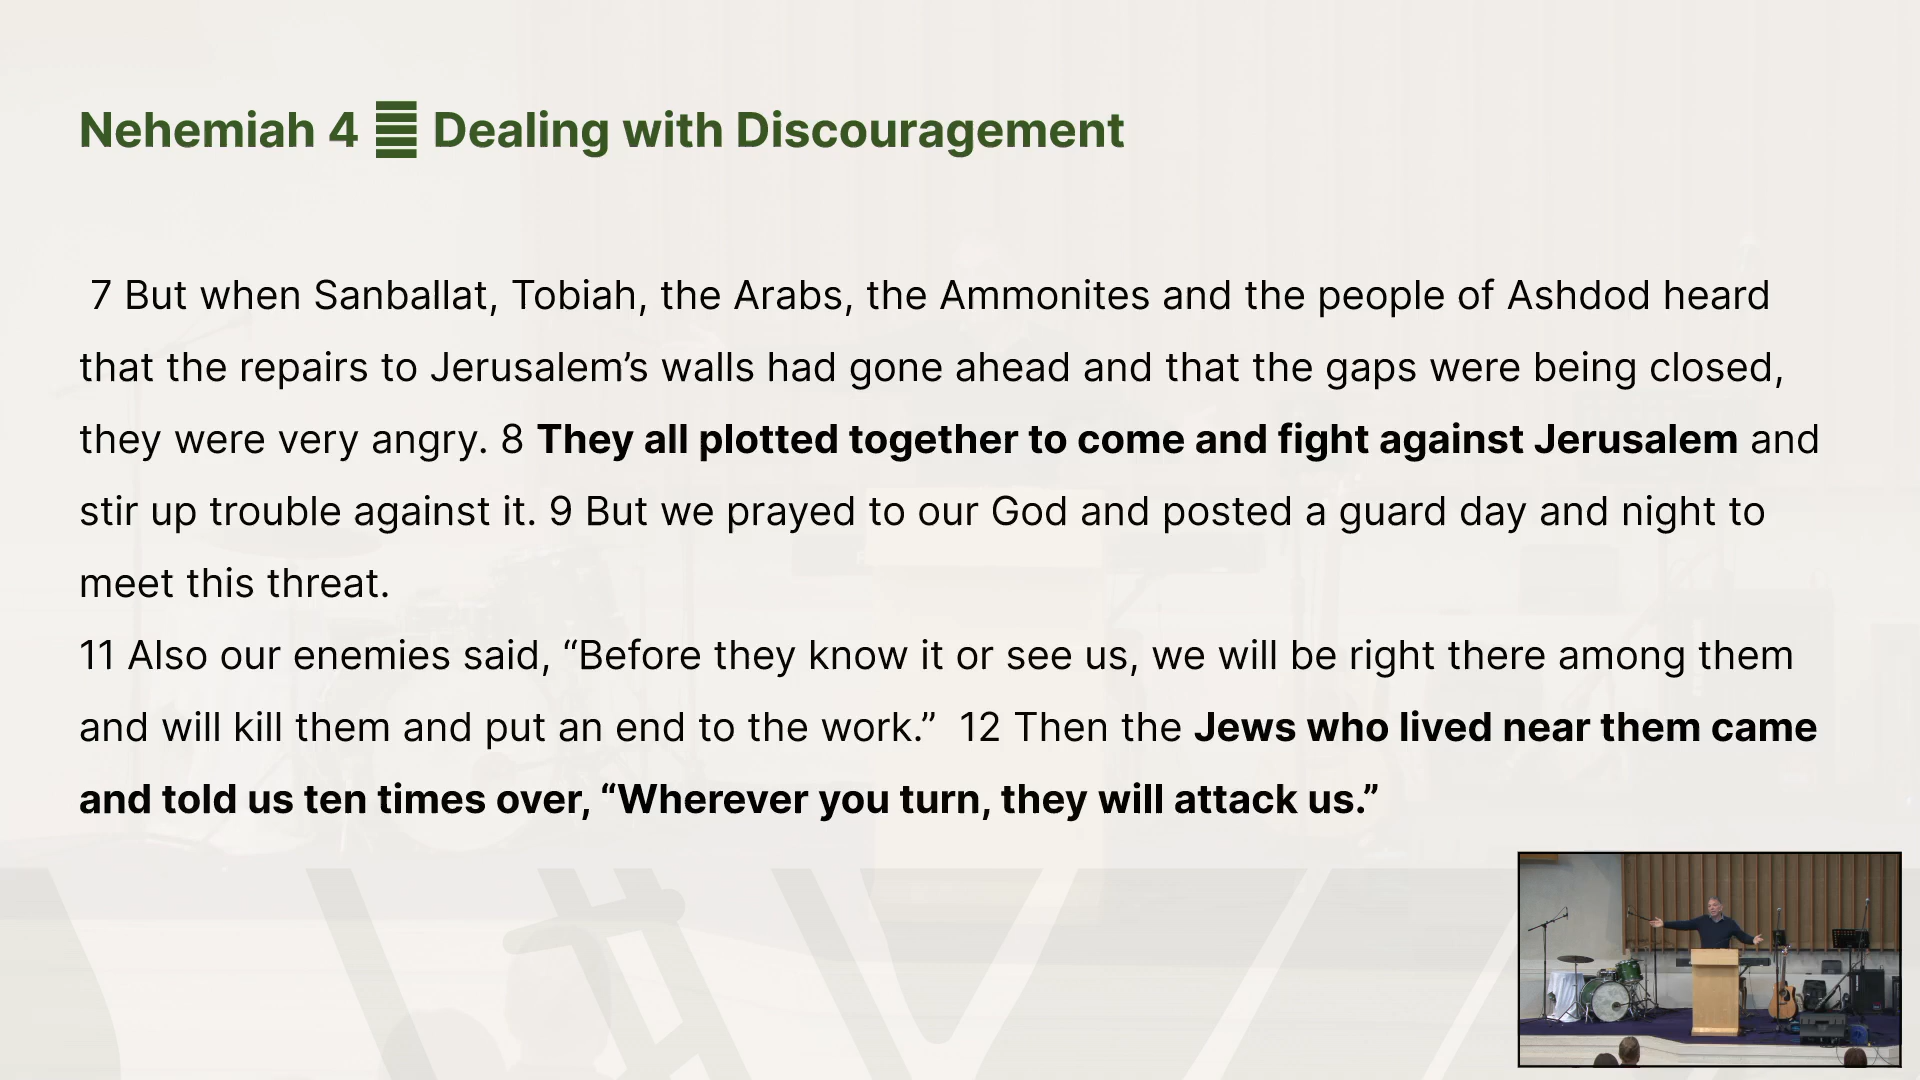 Nehemiah 4 ䷀ Dealing with Discouragement
7 But when Sanballat, Tobiah, the Arabs, the Ammonites and the people of Ashdod heard
that the repairs to Jerusalem’s walls had gone ahead and that the gaps were being closed,
they were very angry. 8 They all plotted together to come and fight against Jerusalem and
stir up trouble against it. 9 But we prayed to our God and posted a guard day and night to
meet this threat.
11 Also our enemies said, “Before they know it or see us, we will be right there among them
and will kill them and put an end to the work.”  12 Then the Jews who lived near them came
and told us ten times over, “Wherever you turn, they will attack us.”